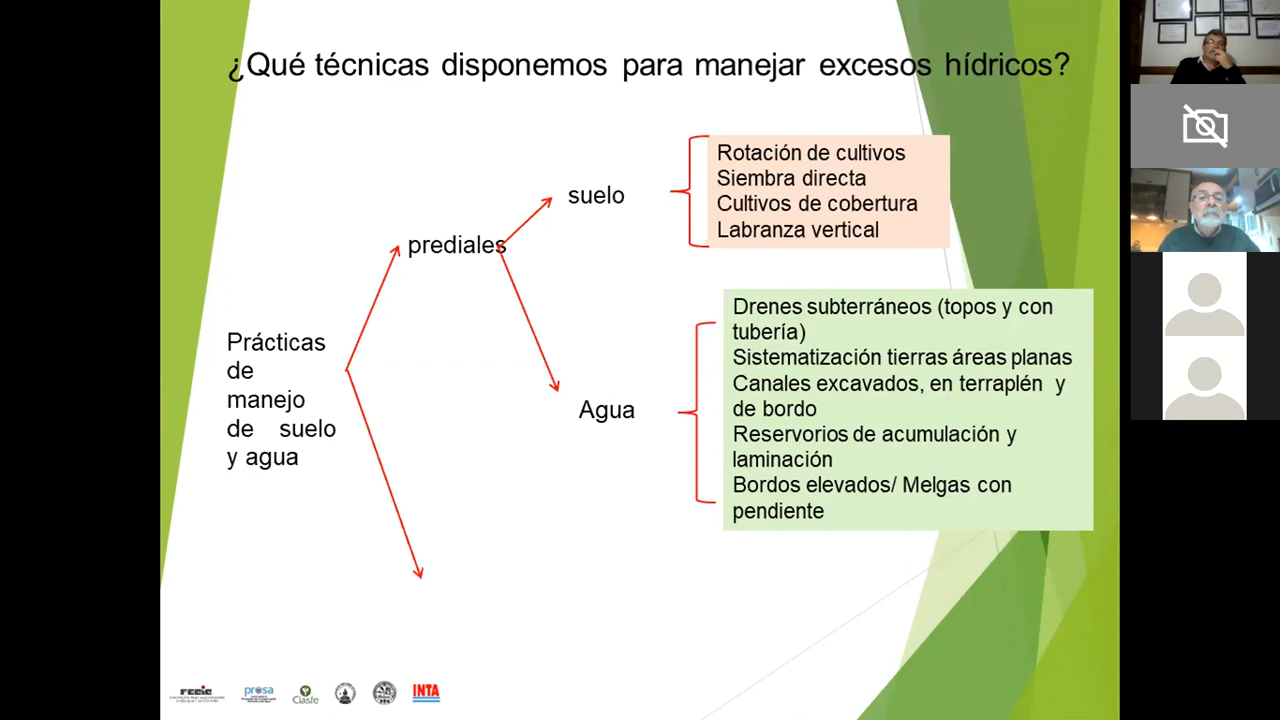 ¿Qué técnicas disponemos para manejar excesos hídricos?
Rotación de cultivos
Siembra directa
Cultivos de cobertura
Labranza vertical
suelo
prediales
Drenes subterráneos (topos y con
tubería)
Sistematización tierras áreas planas
Canales excavados, en terraplén y
de bordo
Reservorios de acumulación y
laminación
Bordos elevados/ Melgas con
pendiente
Agua
Prácticas
de
manejo
de suelo
y agua
prosa
Clasfe
INTA